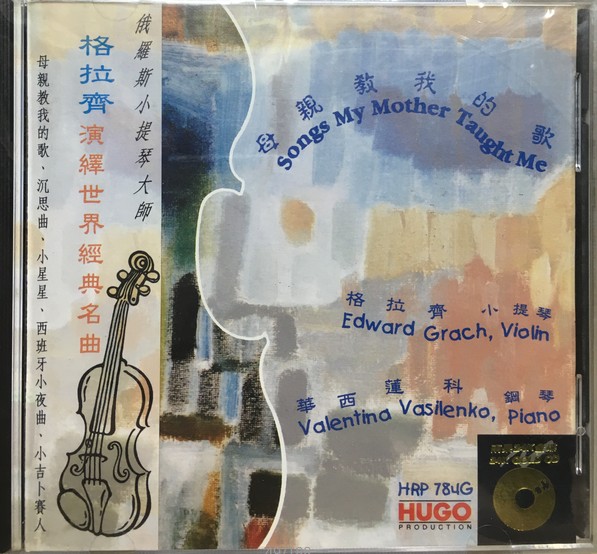 俄羅斯小提琴大師
格拉齊演繹世界經典名曲
母親教我的歌、沉思曲、小星星、西班牙小夜曲、小吉卜賽人
母親教我的歌
Songs My Mother Taught Me
格拉齊 小提琴
Edward Grach, Violin
華西蓮科 鋼琴
Valentina Vasilenko, Piano
HRP 784G
HUGO
PRODUCTION